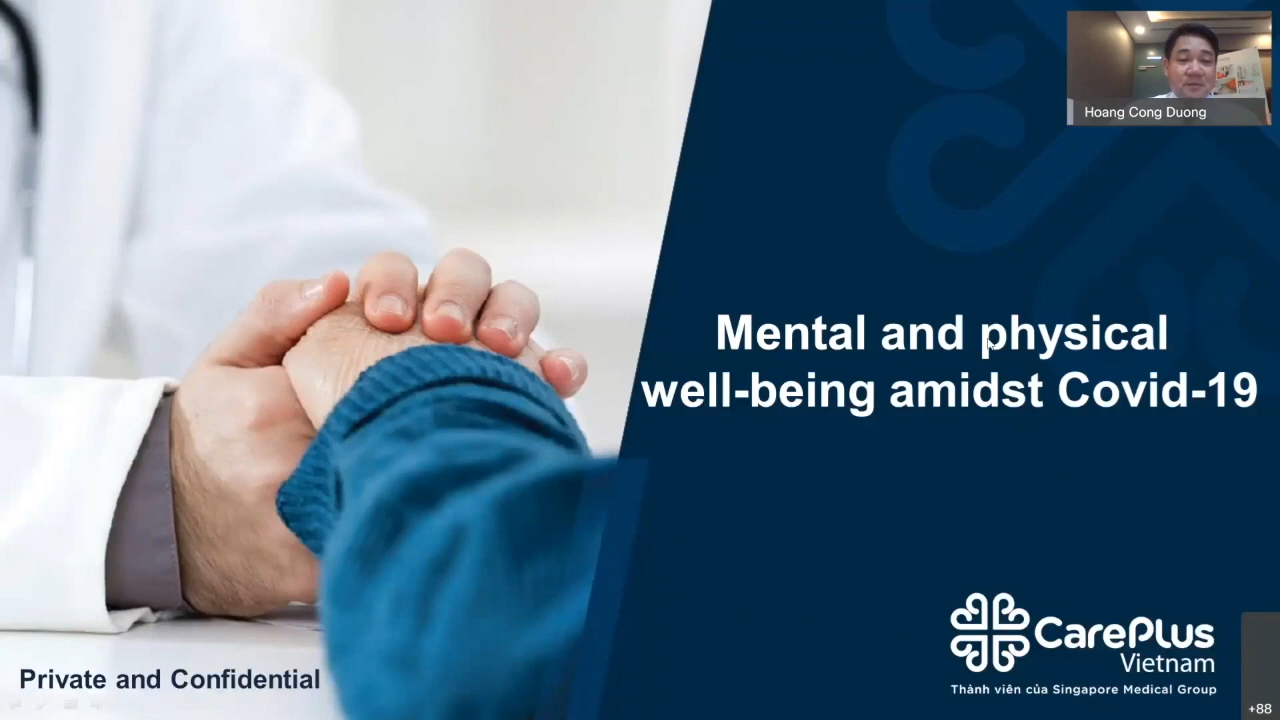 Hoang Cong Duong
Mental and physical
well-being amidst Covid-19
CarePlus
Vietnam
Thành viên của Singapore Medical Group
Private and Confidential
+88